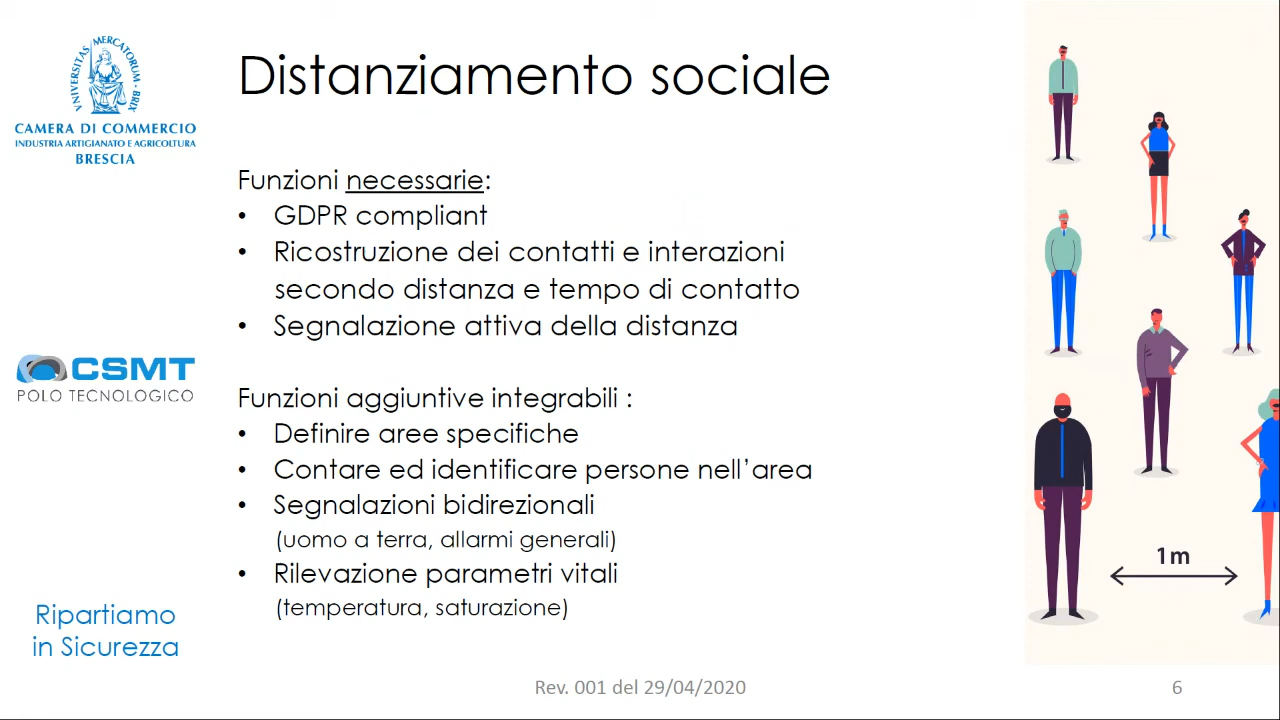 UNIVERSITAS MERCATORUM · BRIX
CAMERA DI COMMERCIO
INDUSTRIA ARTIGIANATO E AGRICOLTURA
BRESCIA
Distanziamento sociale
Funzioni necessarie:
• GDPR compliant
• Ricostruzione dei contatti e interazioni
secondo distanza e tempo di contatto
• Segnalazione attiva della distanza
CSMT
POLO TECNOLOGICO
Funzioni aggiuntive integrabili :
• Definire aree specifiche
• Contare ed identificare persone nell’area
• Segnalazioni bidirezionali
(uomo a terra, allarmi generali)
• Rilevazione parametri vitali
(temperatura, saturazione)
1m
Ripartiamo
in Sicurezza
Rev. 001 del 29/04/2020
6